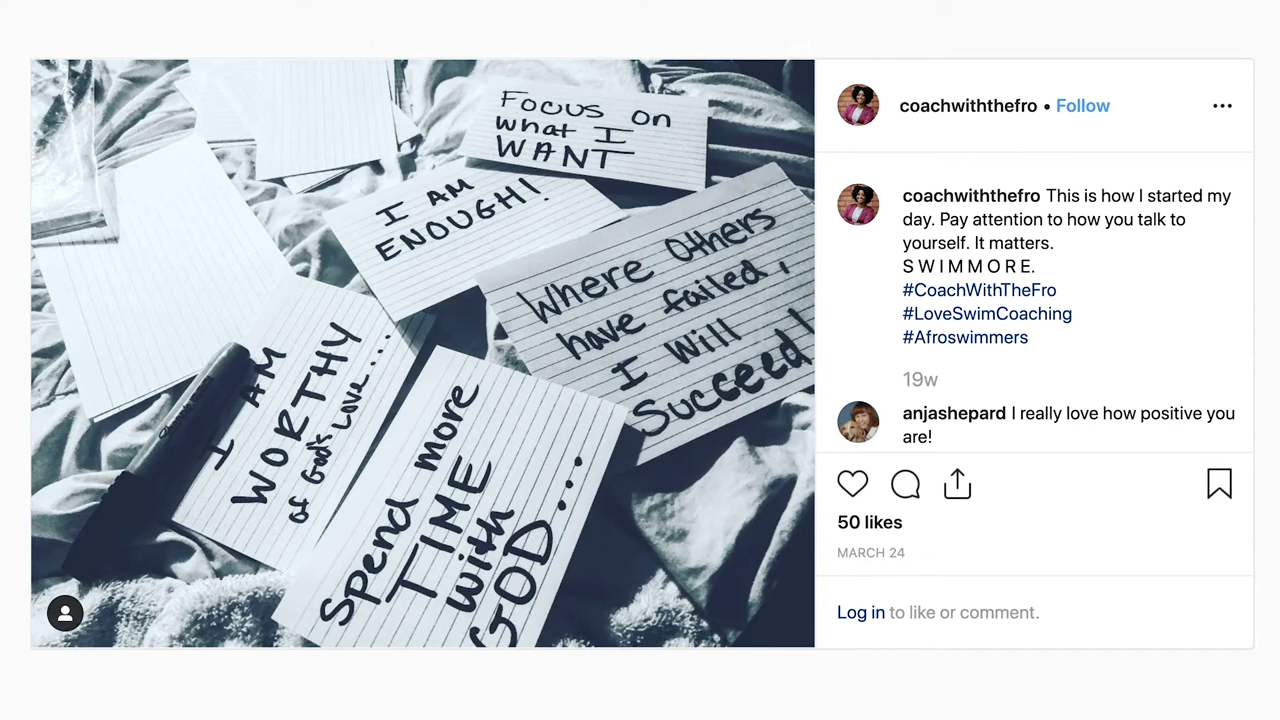 Focus on
what I
WANT
I AM
ENOUGH!
Where Others
have failed,
I Will
Succeed!
I AM
WORTHY
of God's Love...
Spend more
TIME
with
GOD....
coachwiththefro • Follow
coachwiththefro This is how I started my
day. Pay attention to how you talk to
yourself. It matters.
S W I M M O R E.
#CoachWithTheFro
#LoveSwimCoaching
#Afroswimmers
19w
anjashepard I really love how positive you
are!
50 likes
MARCH 24
Log in to like or comment.